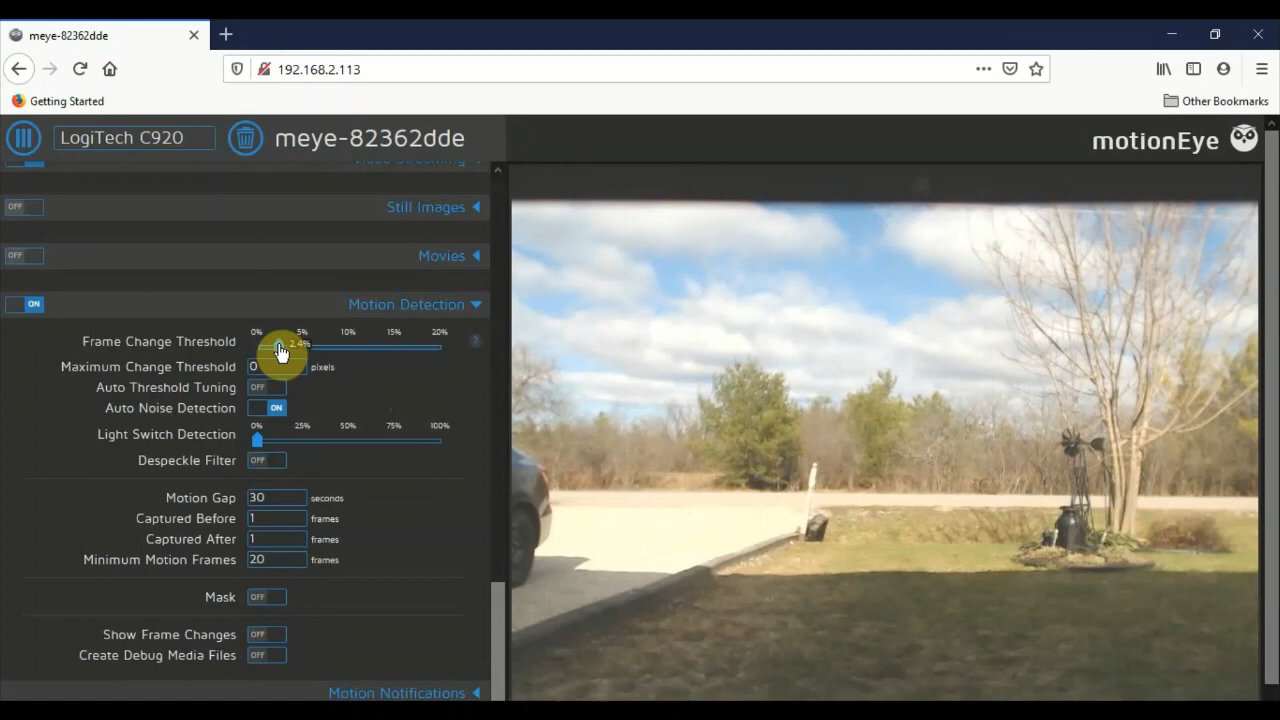 meye-82362dde
192.168.2.113
Getting Started
Other Bookmarks
LogiTech C920
meye-82362dde
motionEye
Video Streaming
OFF
Still Images
OFF
Movies
ON
Motion Detection
0% 5% 10% 15% 20%
Frame Change Threshold
2.4%
?
Maximum Change Threshold 0 pixels
Auto Threshold Tuning OFF
Auto Noise Detection ON
0% 25% 50% 75% 100%
Light Switch Detection
Despeckle Filter OFF
Motion Gap 30 seconds
Captured Before 1 frames
Captured After 1 frames
Minimum Motion Frames 20 frames
Mask OFF
Show Frame Changes OFF
Create Debug Media Files OFF
Motion Notifications